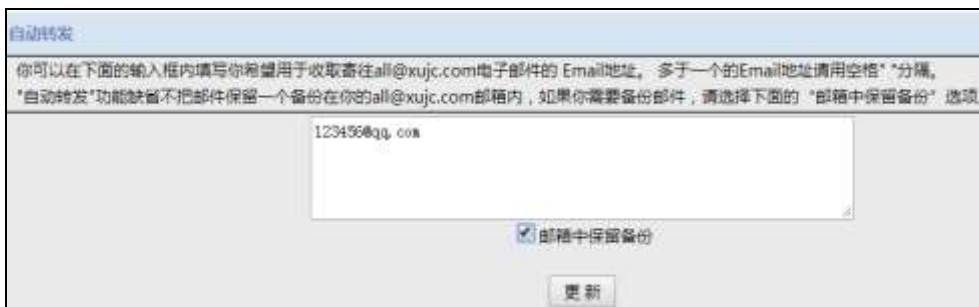 自动转发
你可以在下面的输入框内填写你希望用于收取寄往all@xujc.com电子邮件的 Email地址。 多于一个的Email地址请用空格" "分隔。
"自动转发"功能缺省不把邮件保留一个备份在你的all@xujc.com邮箱内,如果你需要备份邮件,请选择下面的 "邮箱中保留备份" 选项
123456@qq.com
邮箱中保留备份
更新